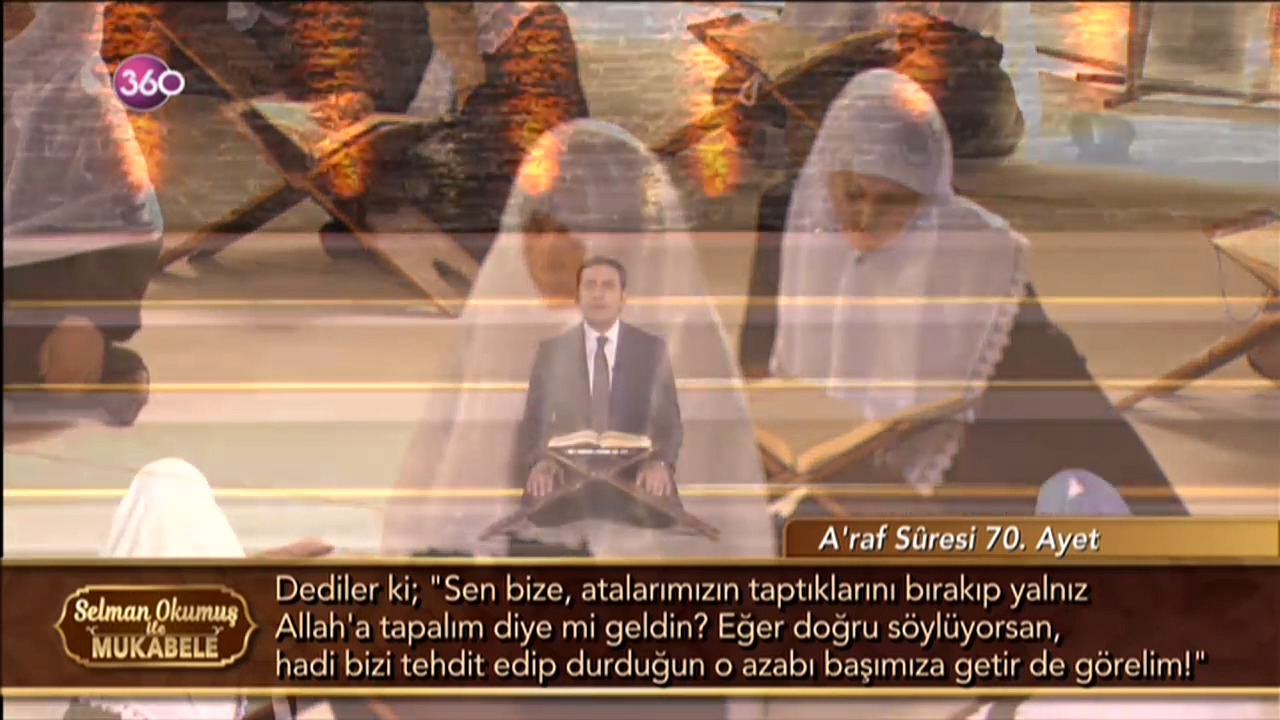 360
A'raf Sûresi 70. Ayet
Selman Okumuş
ile
MUKABELE
Dediler ki; "Sen bize, atalarımızın taptıklarını bırakıp yalnız
Allah'a tapalım diye mi geldin? Eğer doğru söylüyorsan,
hadi bizi tehdit edip durduğun o azabı başımıza getir de görelim!"